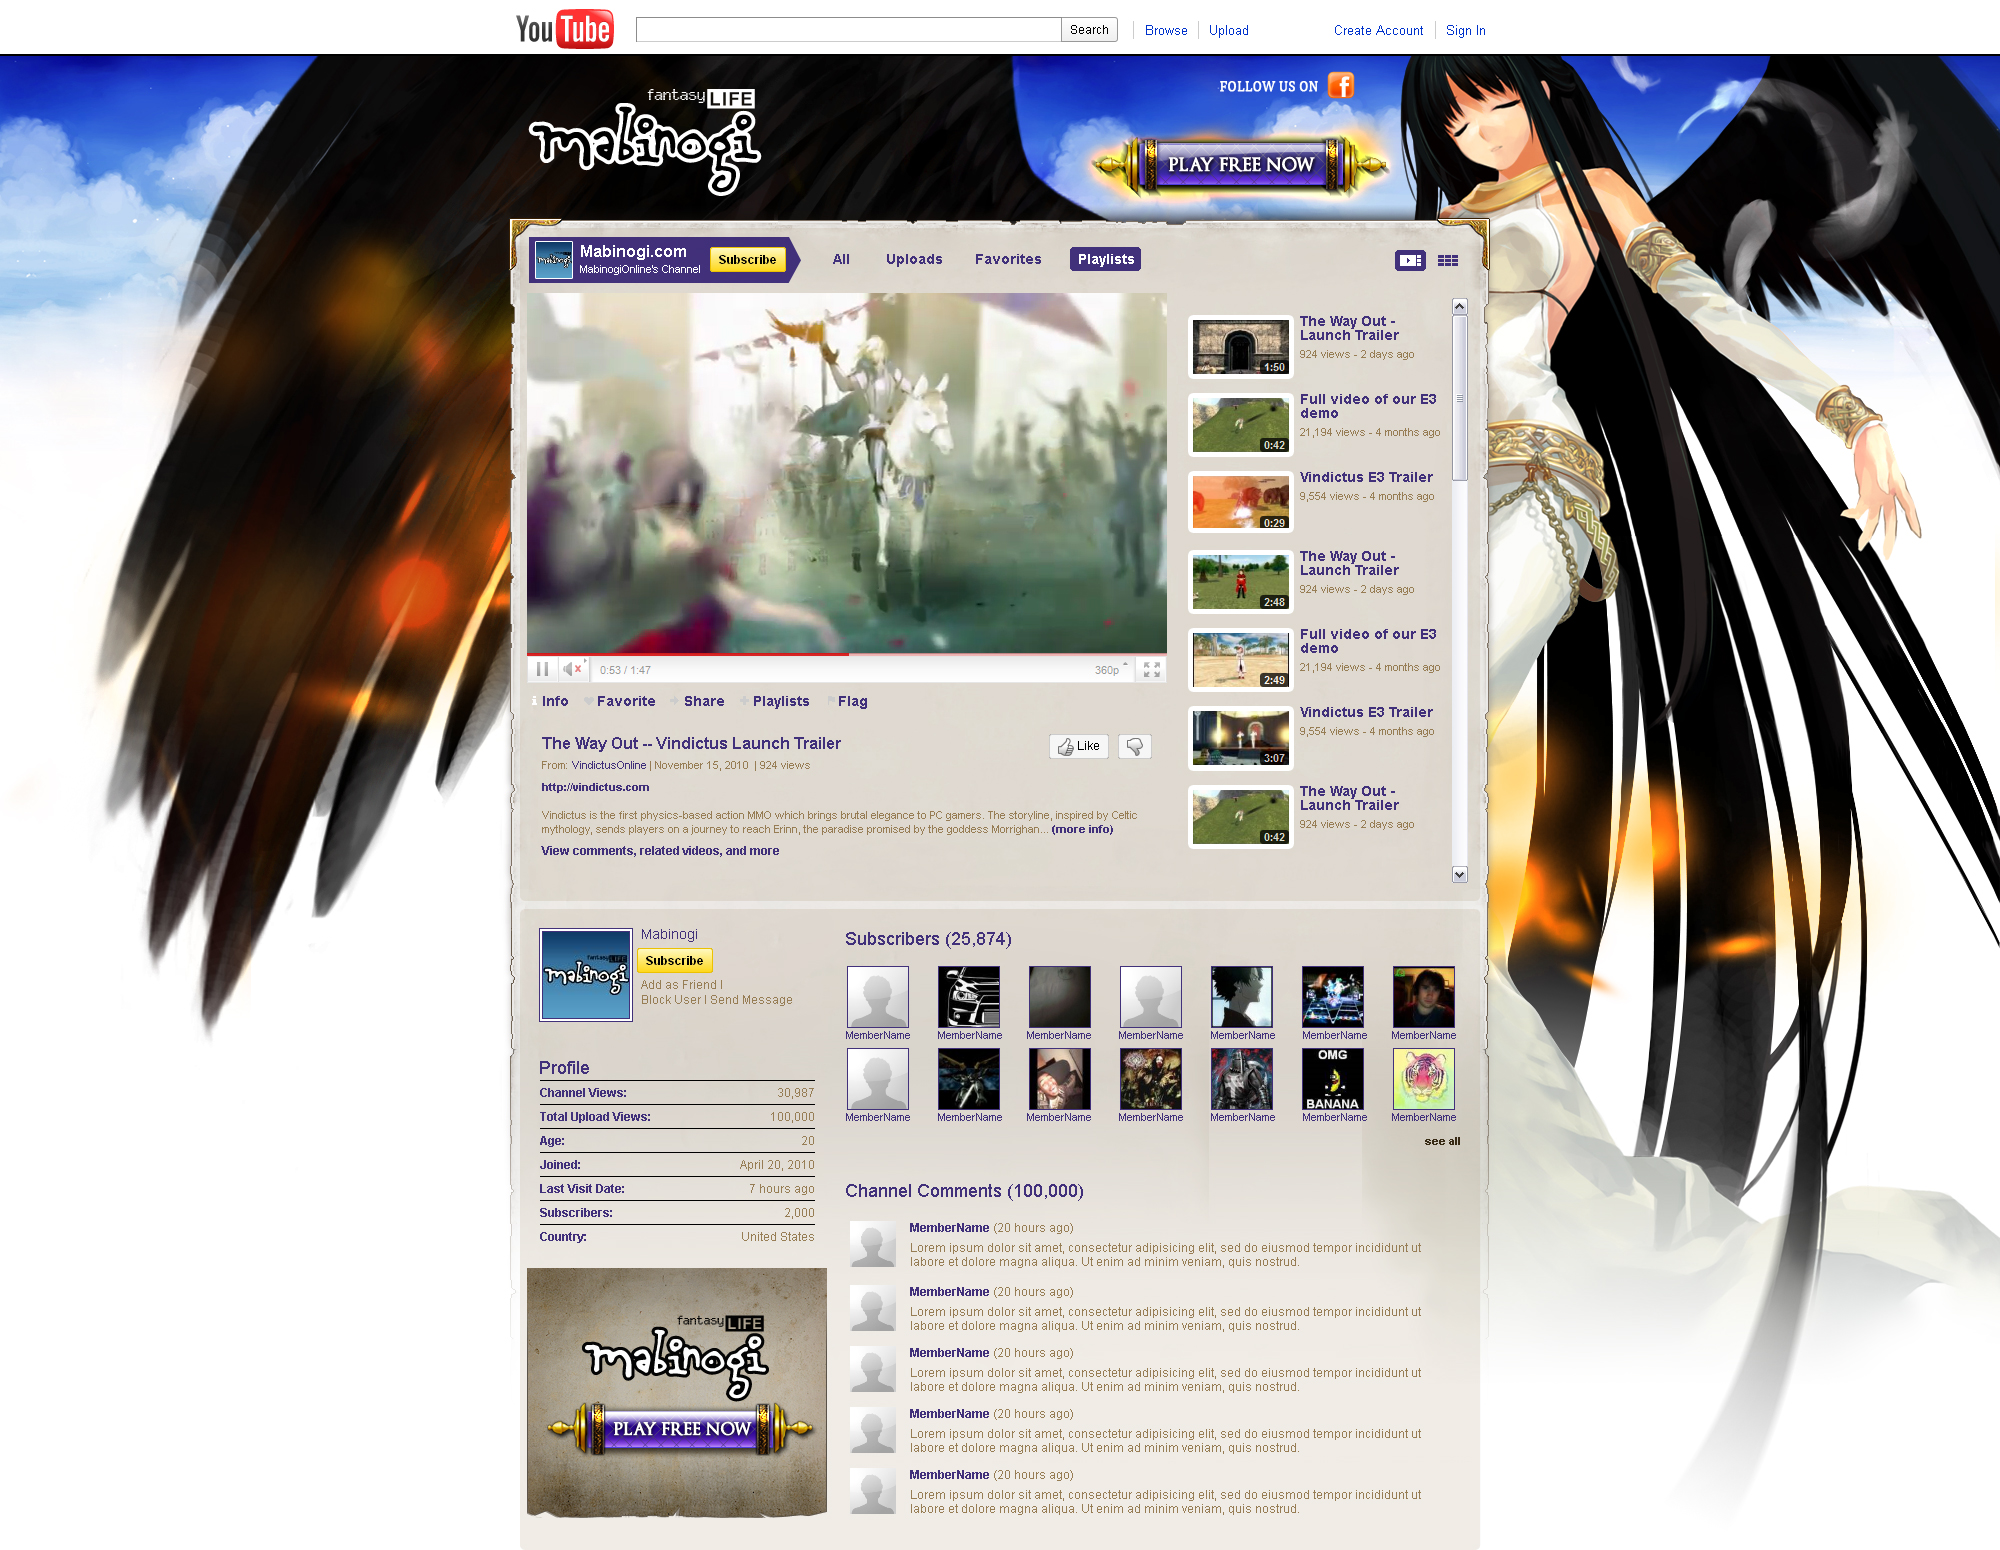 YouTube
Search
Browse
Upload
Create Account
Sign In
fantasy LIFE
mabinogi
FOLLOW US ON f
PLAY FREE NOW
mabinogi
Mabinogi.com
MabinogiOnline's Channel
Subscribe
All
Uploads
Favorites
Playlists
The Way Out -
Launch Trailer
924 views - 2 days ago
1:50
Full video of our E3
demo
21,194 views - 4 months ago
0:42
Vindictus E3 Trailer
9,554 views - 4 months ago
0:29
The Way Out -
Launch Trailer
924 views - 2 days ago
2:48
Full video of our E3
demo
21,194 views - 4 months ago
2:49
Vindictus E3 Trailer
9,554 views - 4 months ago
3:07
The Way Out -
Launch Trailer
924 views - 2 days ago
0:42
0:53 / 1:47
360p
Info
Favorite
Share
Playlists
Flag
The Way Out -- Vindictus Launch Trailer
Like
From: VindictusOnline | November 15, 2010 | 924 views
http://vindictus.com
Vindictus is the first physics-based action MMO which brings brutal elegance to PC gamers. The storyline, inspired by Celtic
mythology, sends players on a journey to reach Erinn, the paradise promised by the goddess Morrighan... (more info)
View comments, related videos, and more
fantasy LIFE
mabinogi
Mabinogi
Subscribe
Add as Friend |
Block User | Send Message
Profile
Channel Views: 30,987
Total Upload Views: 100,000
Age: 20
Joined: April 20, 2010
Last Visit Date: 7 hours ago
Subscribers: 2,000
Country: United States
fantasy LIFE
mabinogi
PLAY FREE NOW
Subscribers (25,874)
MemberName MemberName MemberName MemberName MemberName MemberName MemberName
OMG
BANANA
MemberName MemberName MemberName MemberName MemberName MemberName MemberName
see all
Channel Comments (100,000)
MemberName (20 hours ago)
Lorem ipsum dolor sit amet, consectetur adipisicing elit, sed do eiusmod tempor incididunt ut
labore et dolore magna aliqua. Ut enim ad minim veniam, quis nostrud.
MemberName (20 hours ago)
Lorem ipsum dolor sit amet, consectetur adipisicing elit, sed do eiusmod tempor incididunt ut
labore et dolore magna aliqua. Ut enim ad minim veniam, quis nostrud.
MemberName (20 hours ago)
Lorem ipsum dolor sit amet, consectetur adipisicing elit, sed do eiusmod tempor incididunt ut
labore et dolore magna aliqua. Ut enim ad minim veniam, quis nostrud.
MemberName (20 hours ago)
Lorem ipsum dolor sit amet, consectetur adipisicing elit, sed do eiusmod tempor incididunt ut
labore et dolore magna aliqua. Ut enim ad minim veniam, quis nostrud.
MemberName (20 hours ago)
Lorem ipsum dolor sit amet, consectetur adipisicing elit, sed do eiusmod tempor incididunt ut
labore et dolore magna aliqua. Ut enim ad minim veniam, quis nostrud.